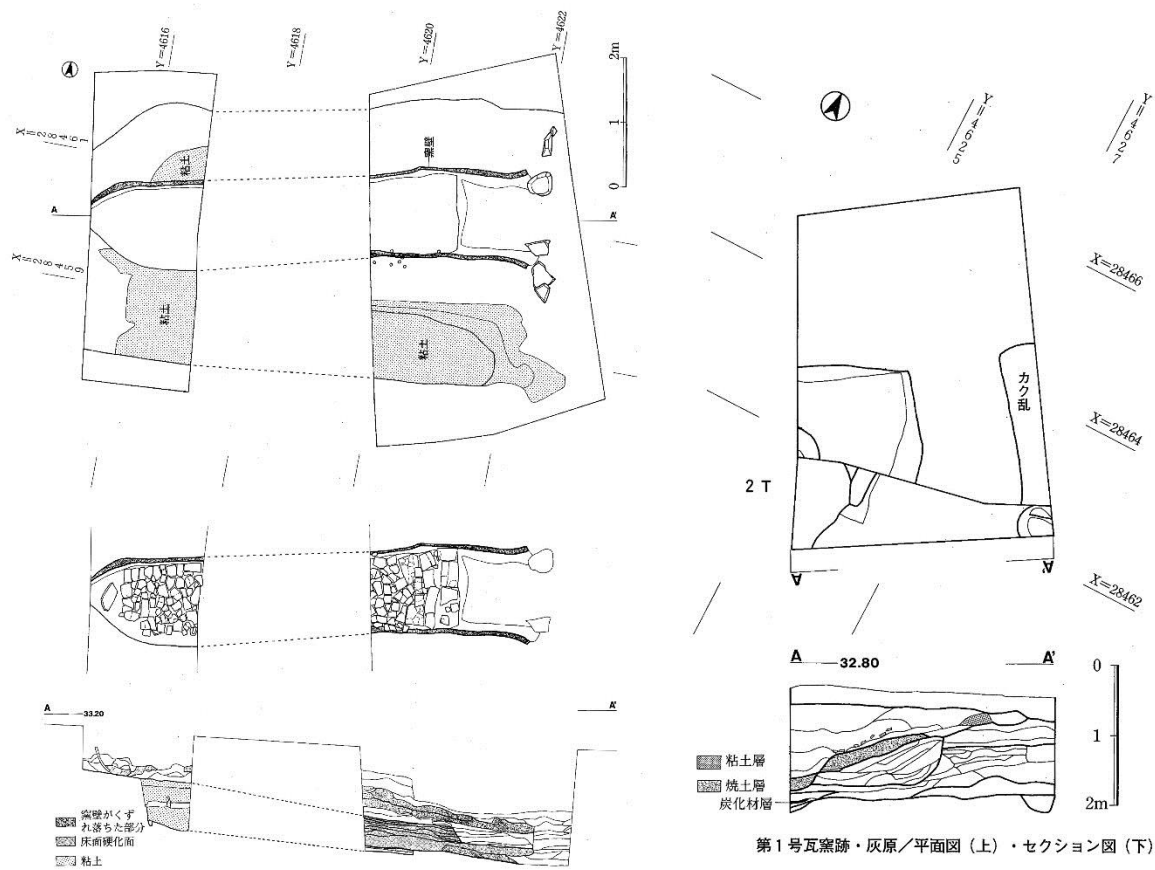 Y=4616
Y=4618
Y=4620
Y=4622
2m
1
0
X=28461
粘土
窯壁
A
A'
X=28459
粘土
粘土
A
33.20
A'
窯壁がくず
れ落ちた部分
床面硬化面
粘土
Y=4625
Y=4627
X=28466
カク乱
X=28464
2 T
A
A'
X=28462
A
32.80
A'
0
1
2m
粘土層
焼土層
炭化材層
第1号瓦窯跡・灰原/平面図(上)・セクション図(下)